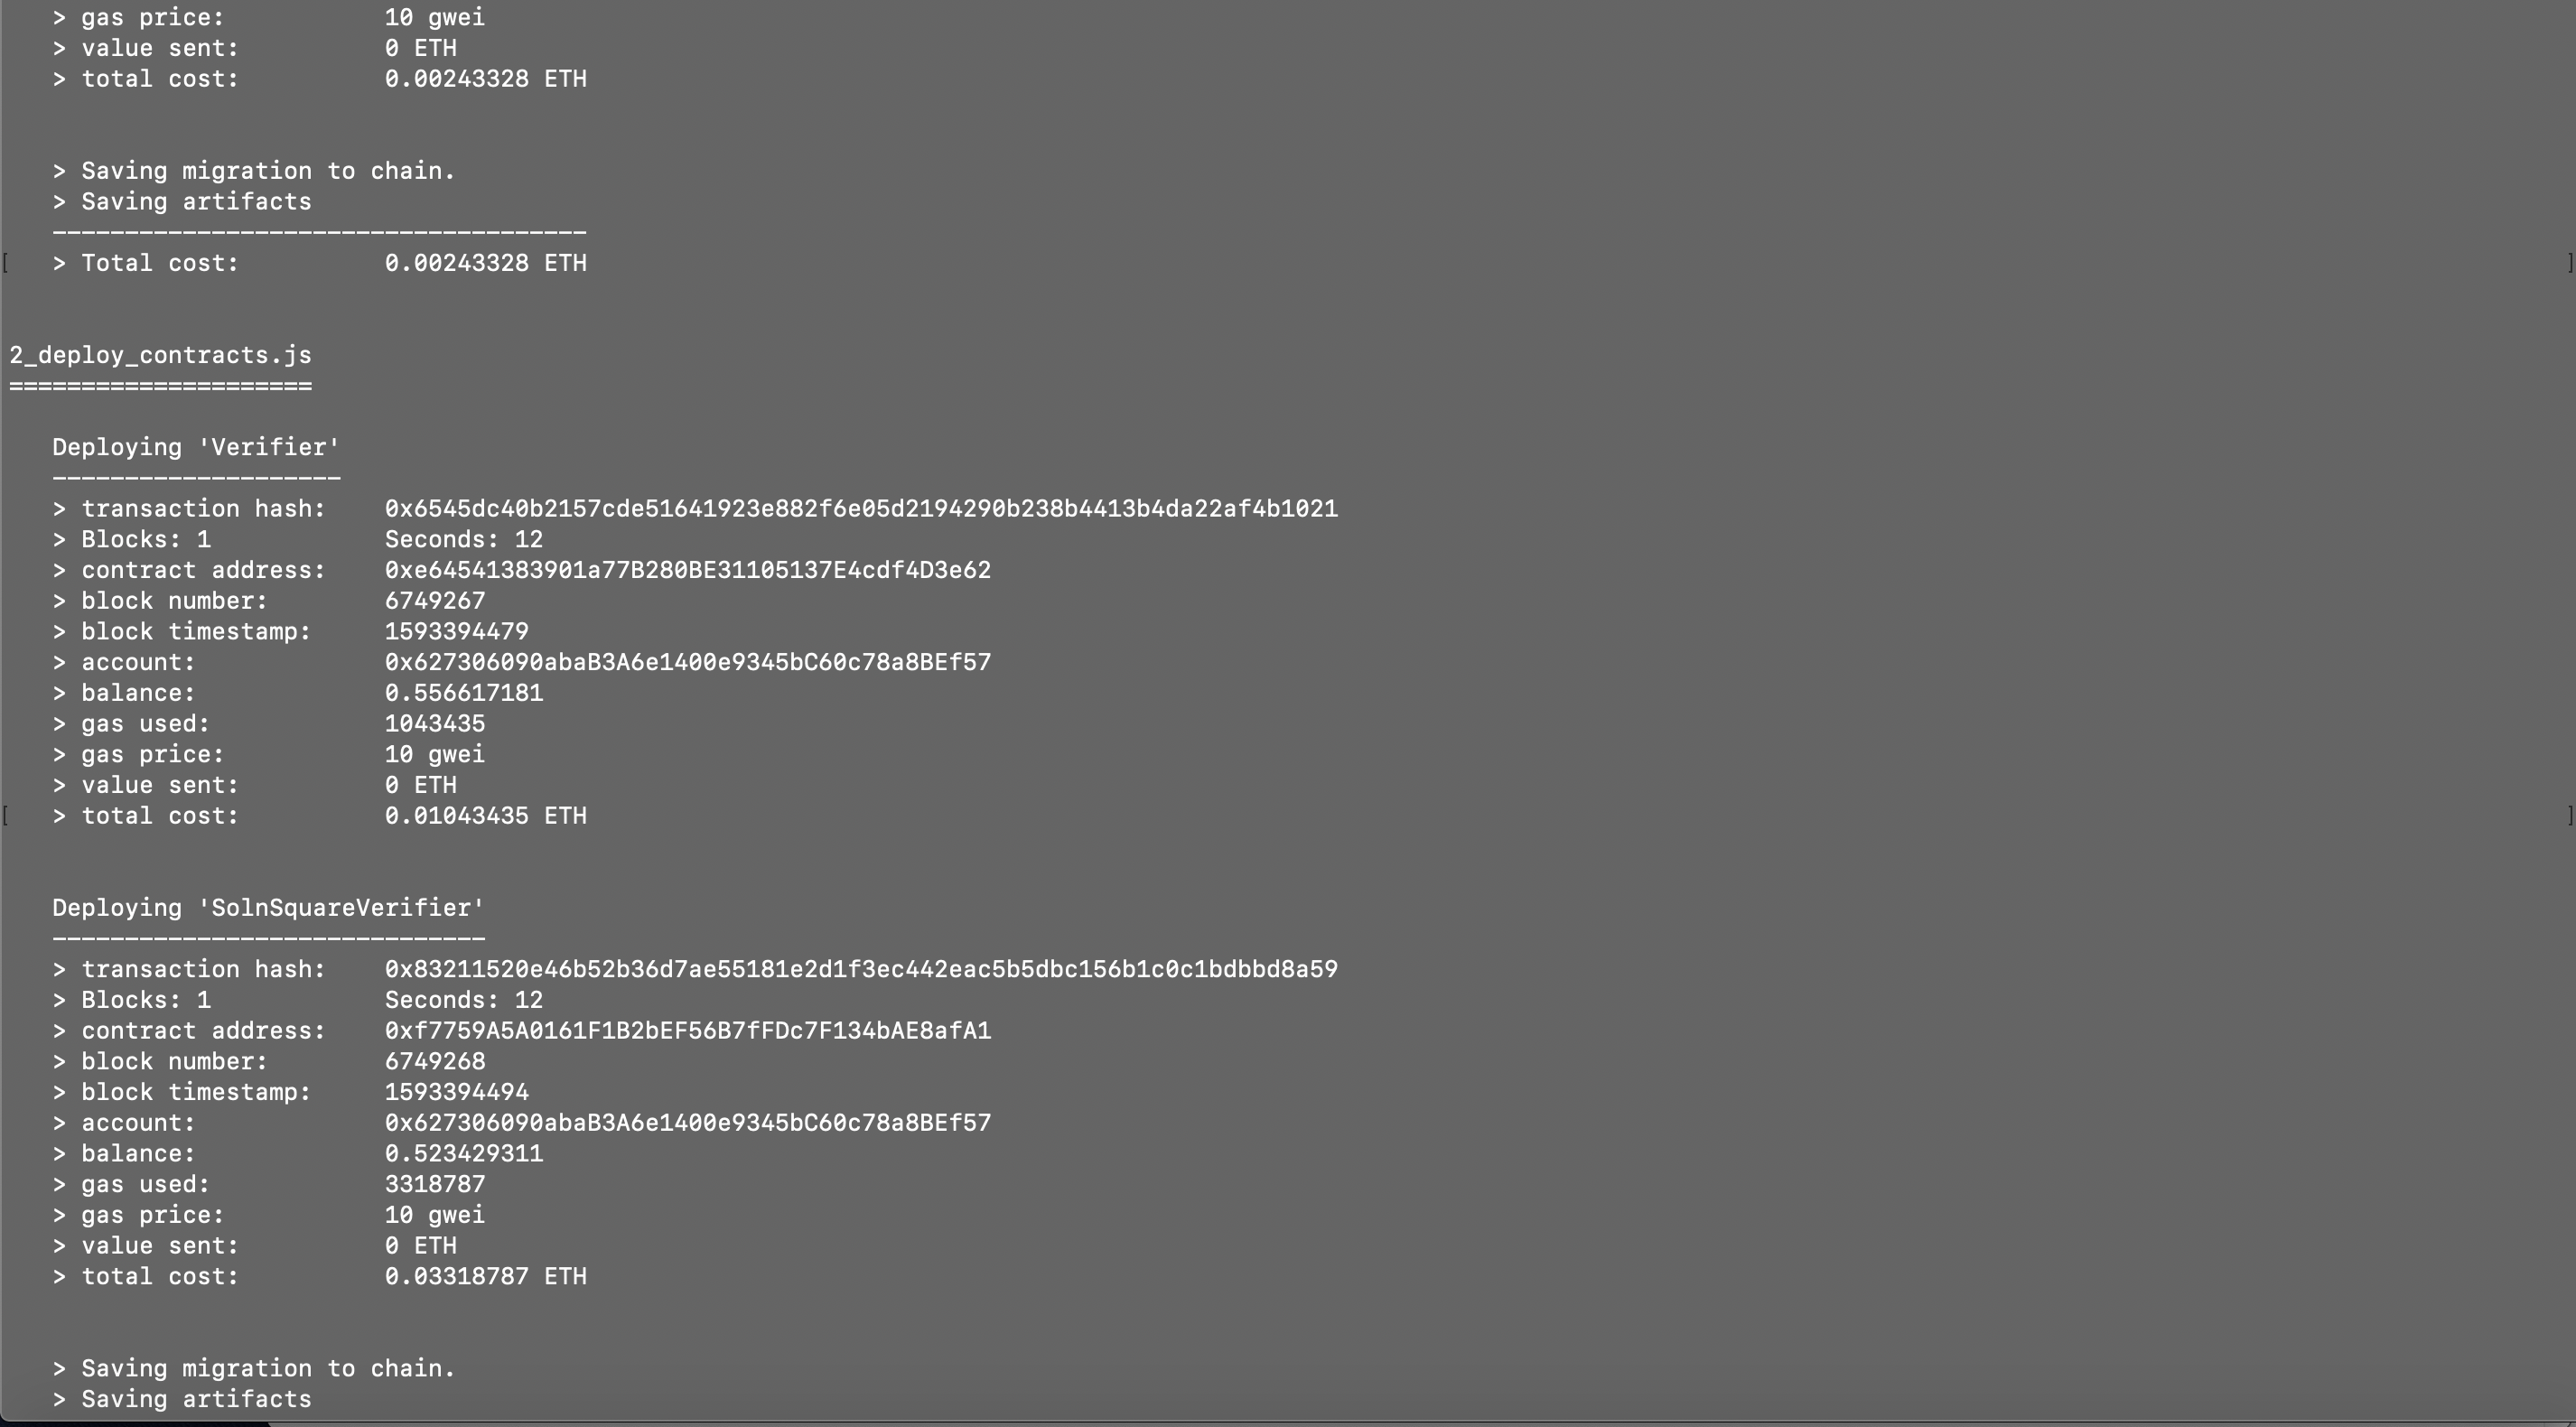 > gas price: 10 gwei
> value sent: 0 ETH
> total cost: 0.00243328 ETH
> Saving migration to chain.
> Saving artifacts
-------------------------------------
[ > Total cost: 0.00243328 ETH ]
2_deploy_contracts.js
=====================
Deploying 'Verifier'
--------------------
> transaction hash: 0x6545dc40b2157cde51641923e882f6e05d2194290b238b4413b4da22af4b1021
> Blocks: 1 Seconds: 12
> contract address: 0xe64541383901a77B280BE31105137E4cdf4D3e62
> block number: 6749267
> block timestamp: 1593394479
> account: 0x627306090abaB3A6e1400e9345bC60c78a8BEf57
> balance: 0.556617181
> gas used: 1043435
> gas price: 10 gwei
> value sent: 0 ETH
[ > total cost: 0.01043435 ETH ]
Deploying 'SolnSquareVerifier'
------------------------------
> transaction hash: 0x83211520e46b52b36d7ae55181e2d1f3ec442eac5b5dbc156b1c0c1bdbbd8a59
> Blocks: 1 Seconds: 12
> contract address: 0xf7759A5A0161F1B2bEF56B7fFDc7F134bAE8afA1
> block number: 6749268
> block timestamp: 1593394494
> account: 0x627306090abaB3A6e1400e9345bC60c78a8BEf57
> balance: 0.523429311
> gas used: 3318787
> gas price: 10 gwei
> value sent: 0 ETH
> total cost: 0.03318787 ETH
> Saving migration to chain.
> Saving artifacts